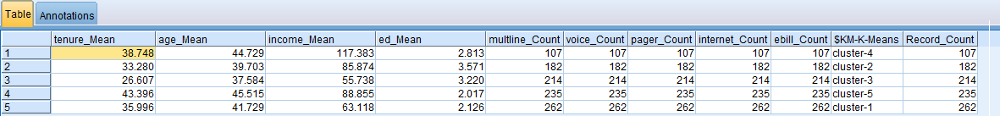 Table Annotations
tenure_Mean age_Mean income_Mean ed_Mean multline_Count voice_Count pager_Count internet_Count ebill_Count $KM-K-Means Record_Count
1 38.748 44.729 117.383 2.813 107 107 107 107 107 cluster-4 107
2 33.280 39.703 85.874 3.571 182 182 182 182 182 cluster-2 182
3 26.607 37.584 55.738 3.220 214 214 214 214 214 cluster-3 214
4 43.396 45.515 88.855 2.017 235 235 235 235 235 cluster-5 235
5 35.996 41.729 63.118 2.126 262 262 262 262 262 cluster-1 262